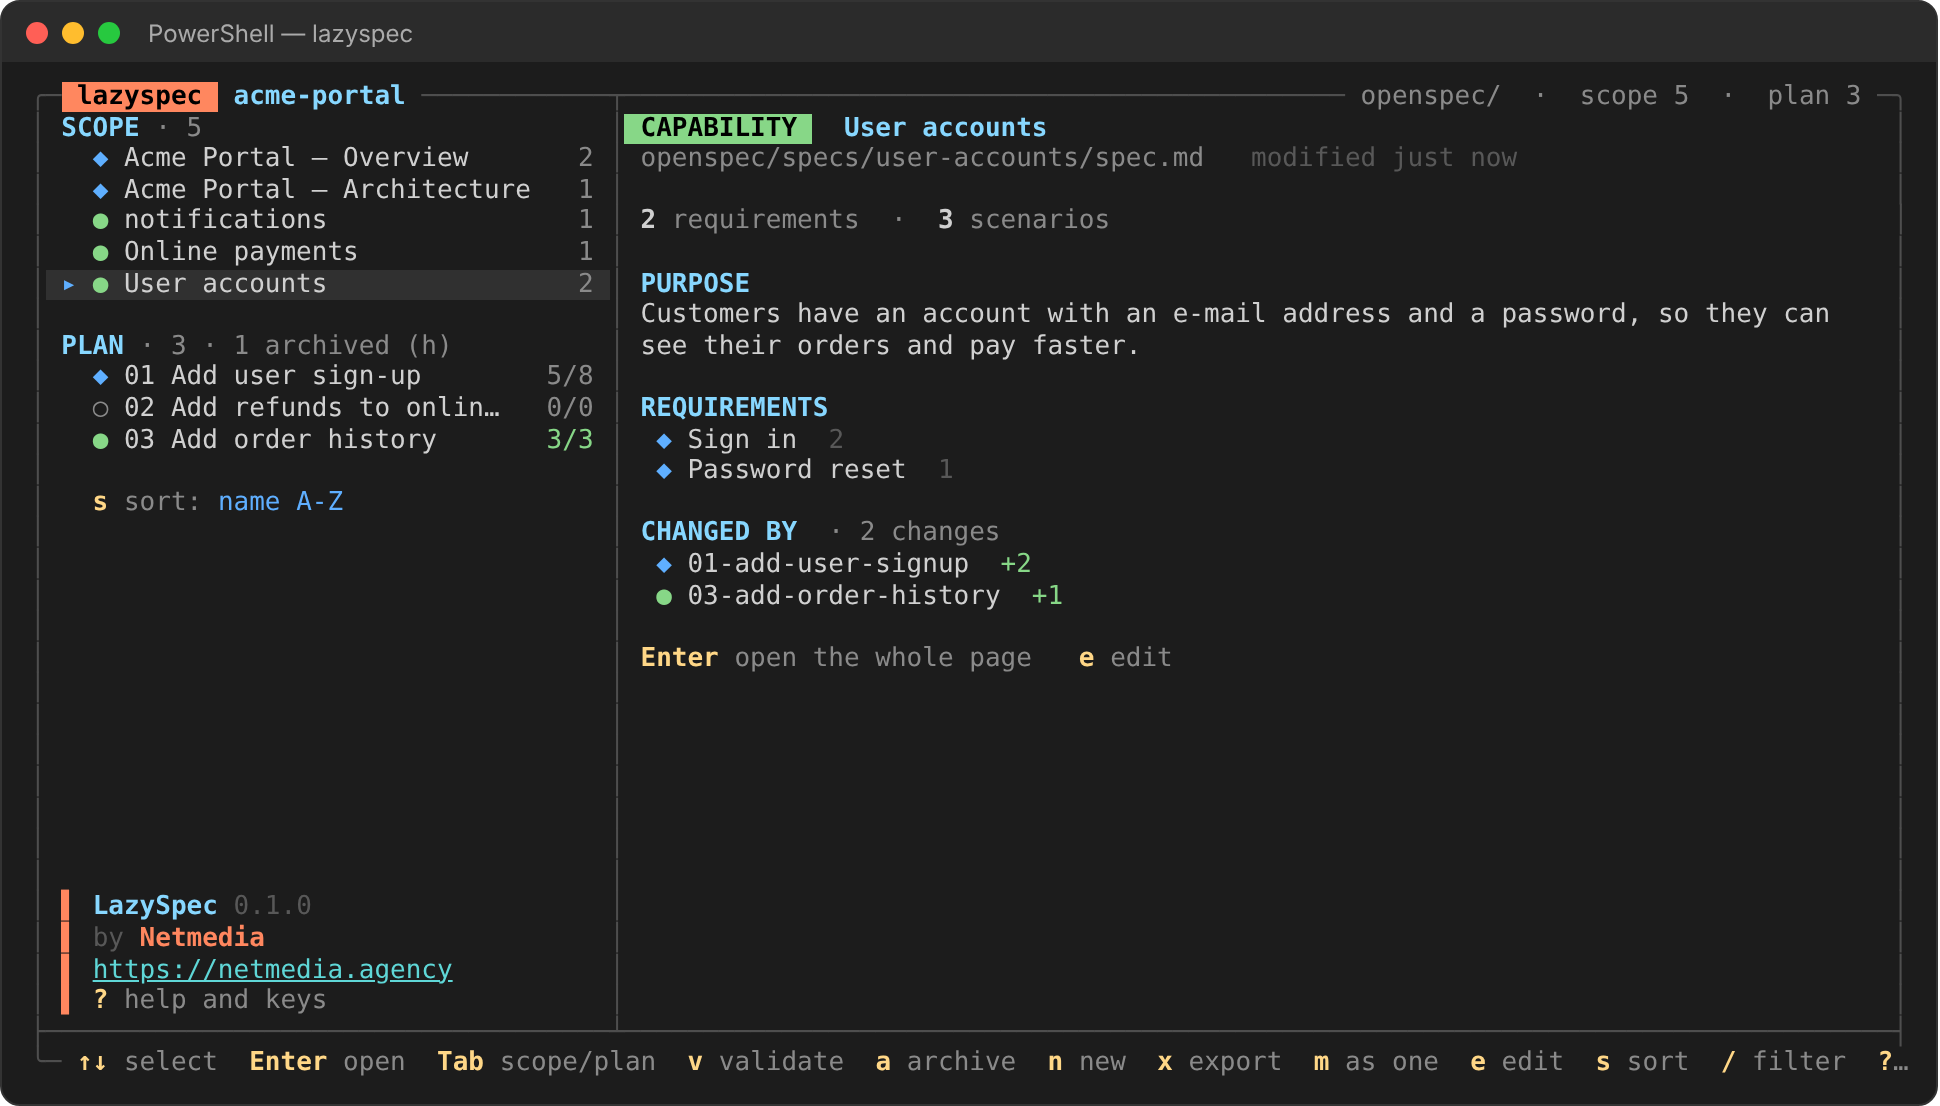 PowerShell — lazyspec
lazyspec acme-portal openspec/ · scope 5 · plan 3
SCOPE · 5
◆ Acme Portal — Overview 2
◆ Acme Portal — Architecture 1
● notifications 1
● Online payments 1
▸ ● User accounts 2
PLAN · 3 · 1 archived (h)
◆ 01 Add user sign-up 5/8
○ 02 Add refunds to onlin… 0/0
● 03 Add order history 3/3
s sort: name A-Z
LazySpec 0.1.0
by Netmedia
https://netmedia.agency
? help and keys
CAPABILITY User accounts
openspec/specs/user-accounts/spec.md modified just now
2 requirements · 3 scenarios
PURPOSE
Customers have an account with an e-mail address and a password, so they can
see their orders and pay faster.
REQUIREMENTS
◆ Sign in 2
◆ Password reset 1
CHANGED BY · 2 changes
◆ 01-add-user-signup +2
● 03-add-order-history +1
Enter open the whole page e edit
↑↓ select Enter open Tab scope/plan v validate a archive n new x export m as one e edit s sort / filter ?…